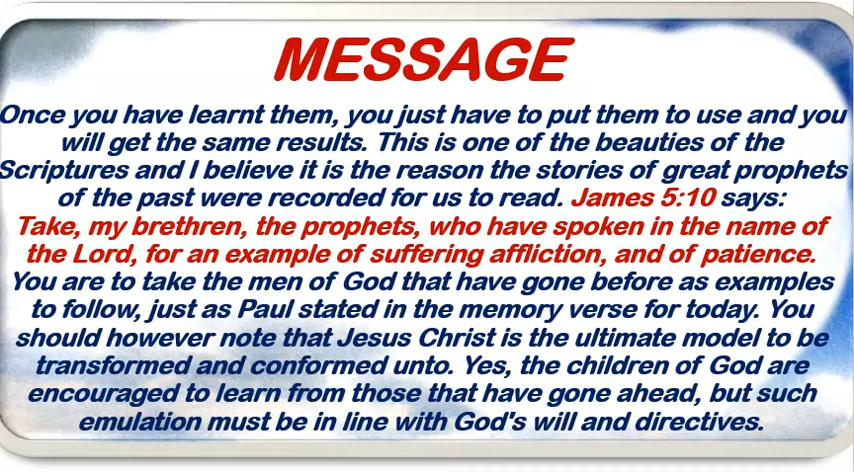 MESSAGE
Once you have learnt them, you just have to put them to use and you
will get the same results. This is one of the beauties of the
Scriptures and I believe it is the reason the stories of great prophets
of the past were recorded for us to read. James 5:10 says:
Take, my brethren, the prophets, who have spoken in the name of
the Lord, for an example of suffering affliction, and of patience.
You are to take the men of God that have gone before as examples
to follow, just as Paul stated in the memory verse for today. You
should however note that Jesus Christ is the ultimate model to be
transformed and conformed unto. Yes, the children of God are
encouraged to learn from those that have gone ahead, but such
emulation must be in line with God's will and directives.